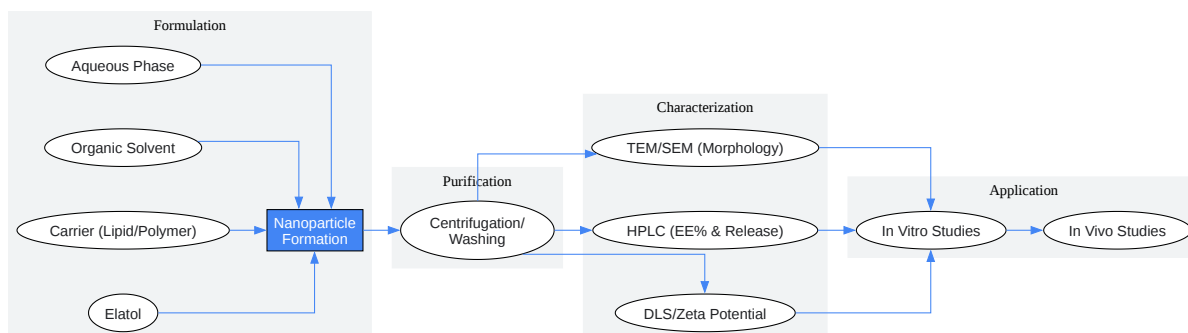 Formulation
Aqueous Phase
Organic Solvent
Carrier (Lipid/Polymer)
Elatol
Nanoparticle
Formation
Purification
Centrifugation/
Washing
Characterization
TEM/SEM (Morphology)
HPLC (EE% & Release)
DLS/Zeta Potential
Application
In Vitro Studies
In Vivo Studies